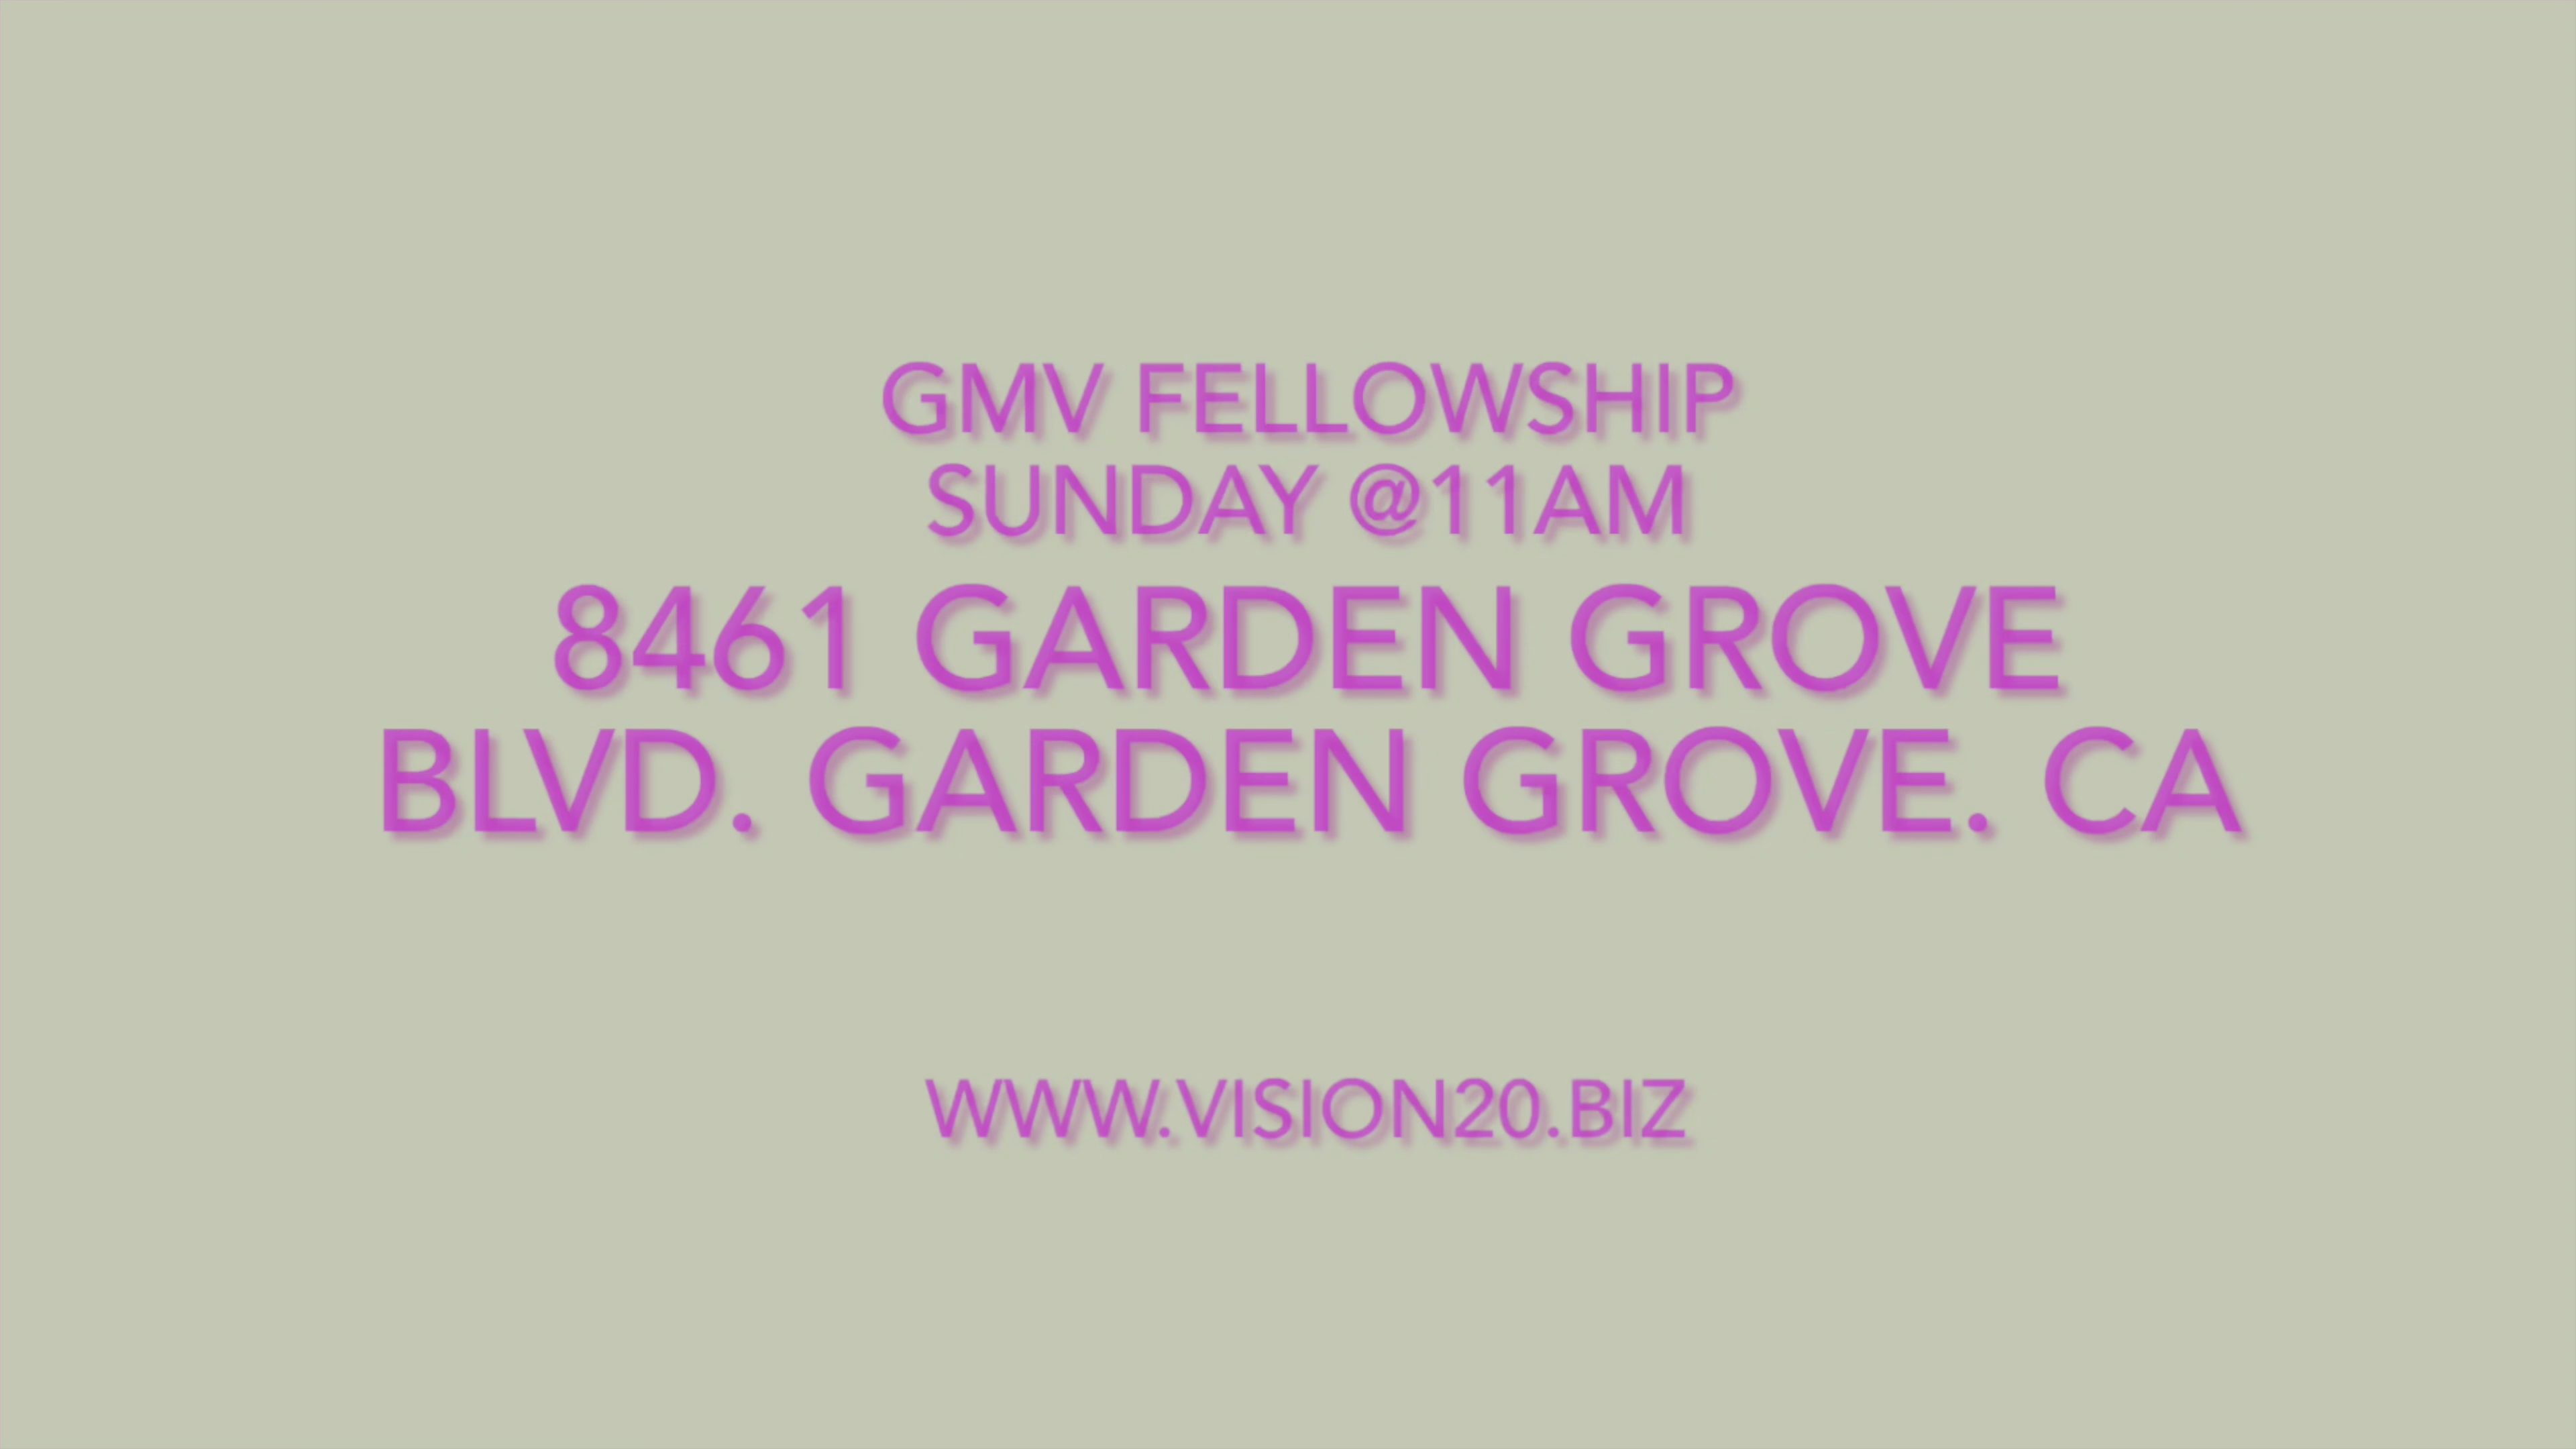 GMV FELLOWSHIP
SUNDAY @11AM
8461 GARDEN GROVE
BLVD. GARDEN GROVE. CA
WWW.VISION20.BIZ